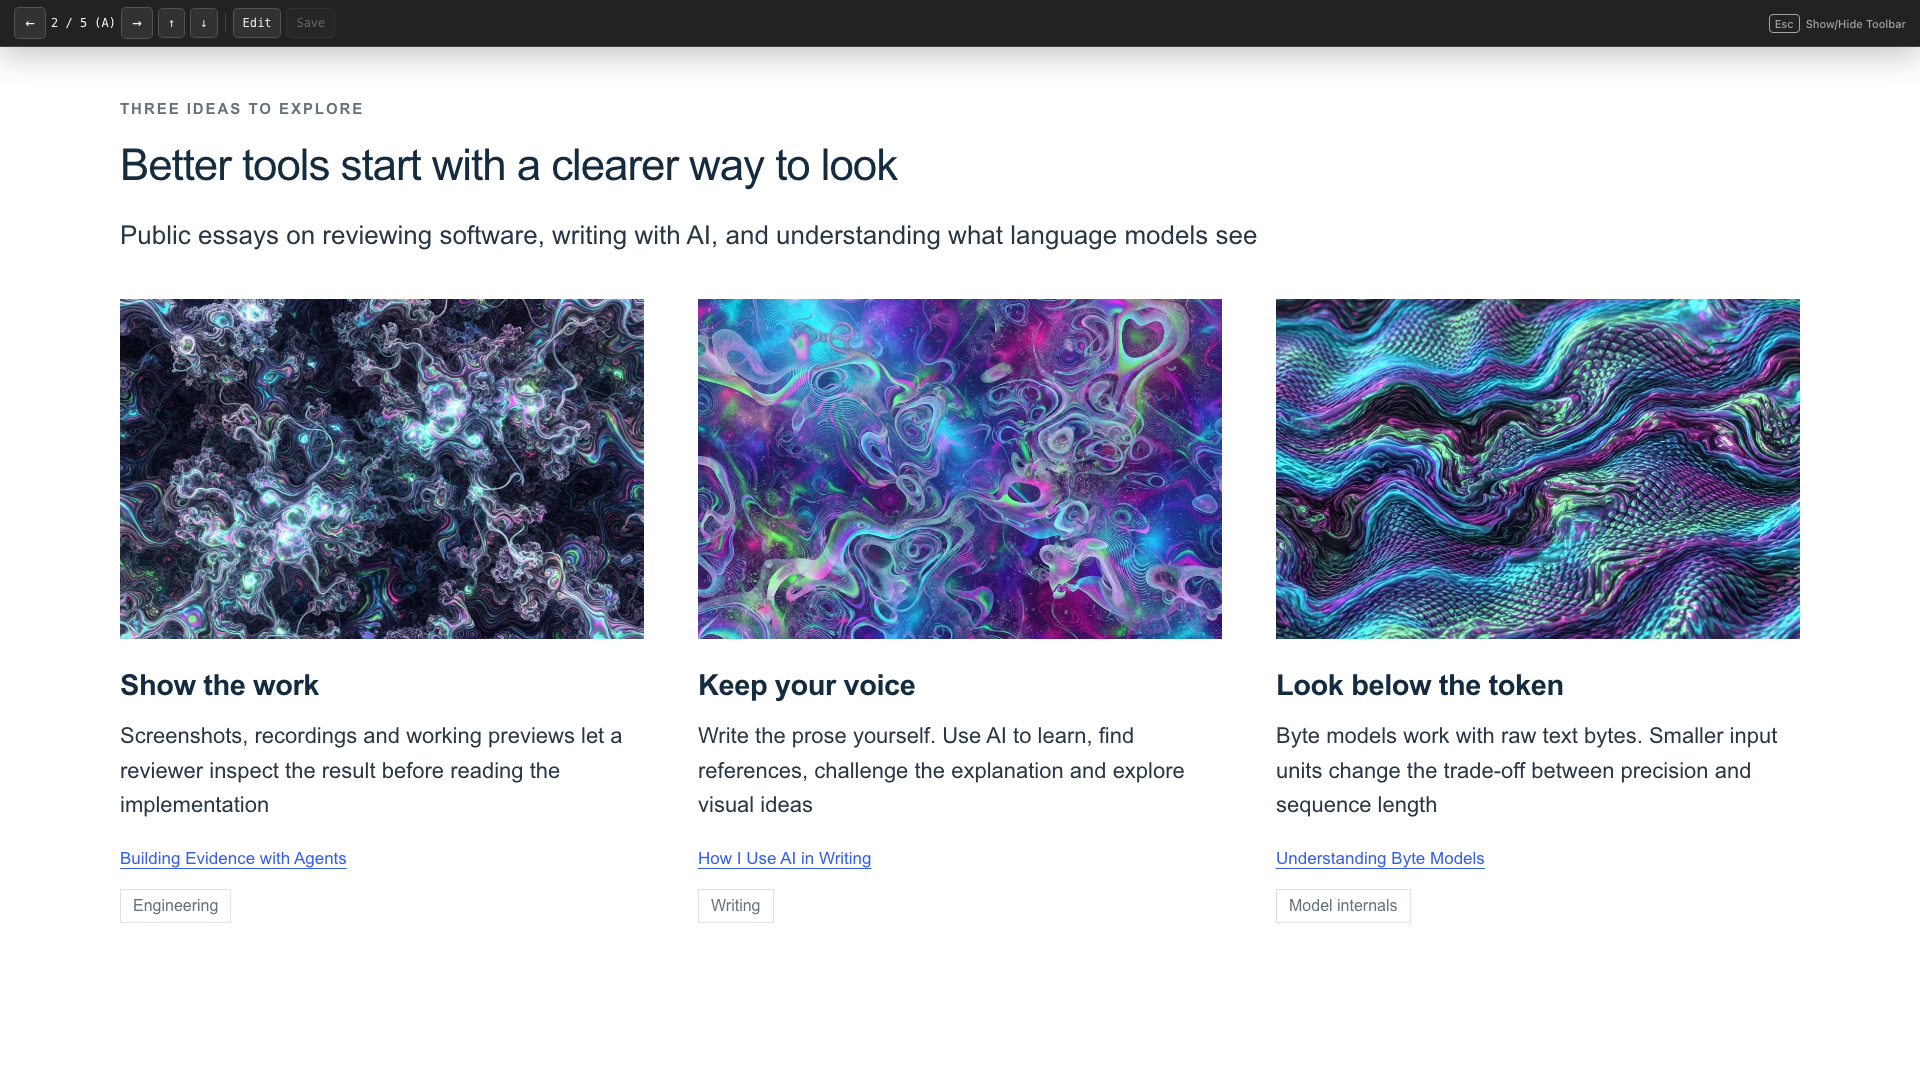 ← 2 / 5 (A) → ↑ ↓ Edit Save Esc Show/Hide Toolbar
THREE IDEAS TO EXPLORE
Better tools start with a clearer way to look
Public essays on reviewing software, writing with AI, and understanding what language models see
Show the work
Screenshots, recordings and working previews let a
reviewer inspect the result before reading the
implementation
Building Evidence with Agents
Engineering
Keep your voice
Write the prose yourself. Use AI to learn, find
references, challenge the explanation and explore
visual ideas
How I Use AI in Writing
Writing
Look below the token
Byte models work with raw text bytes. Smaller input
units change the trade-off between precision and
sequence length
Understanding Byte Models
Model internals